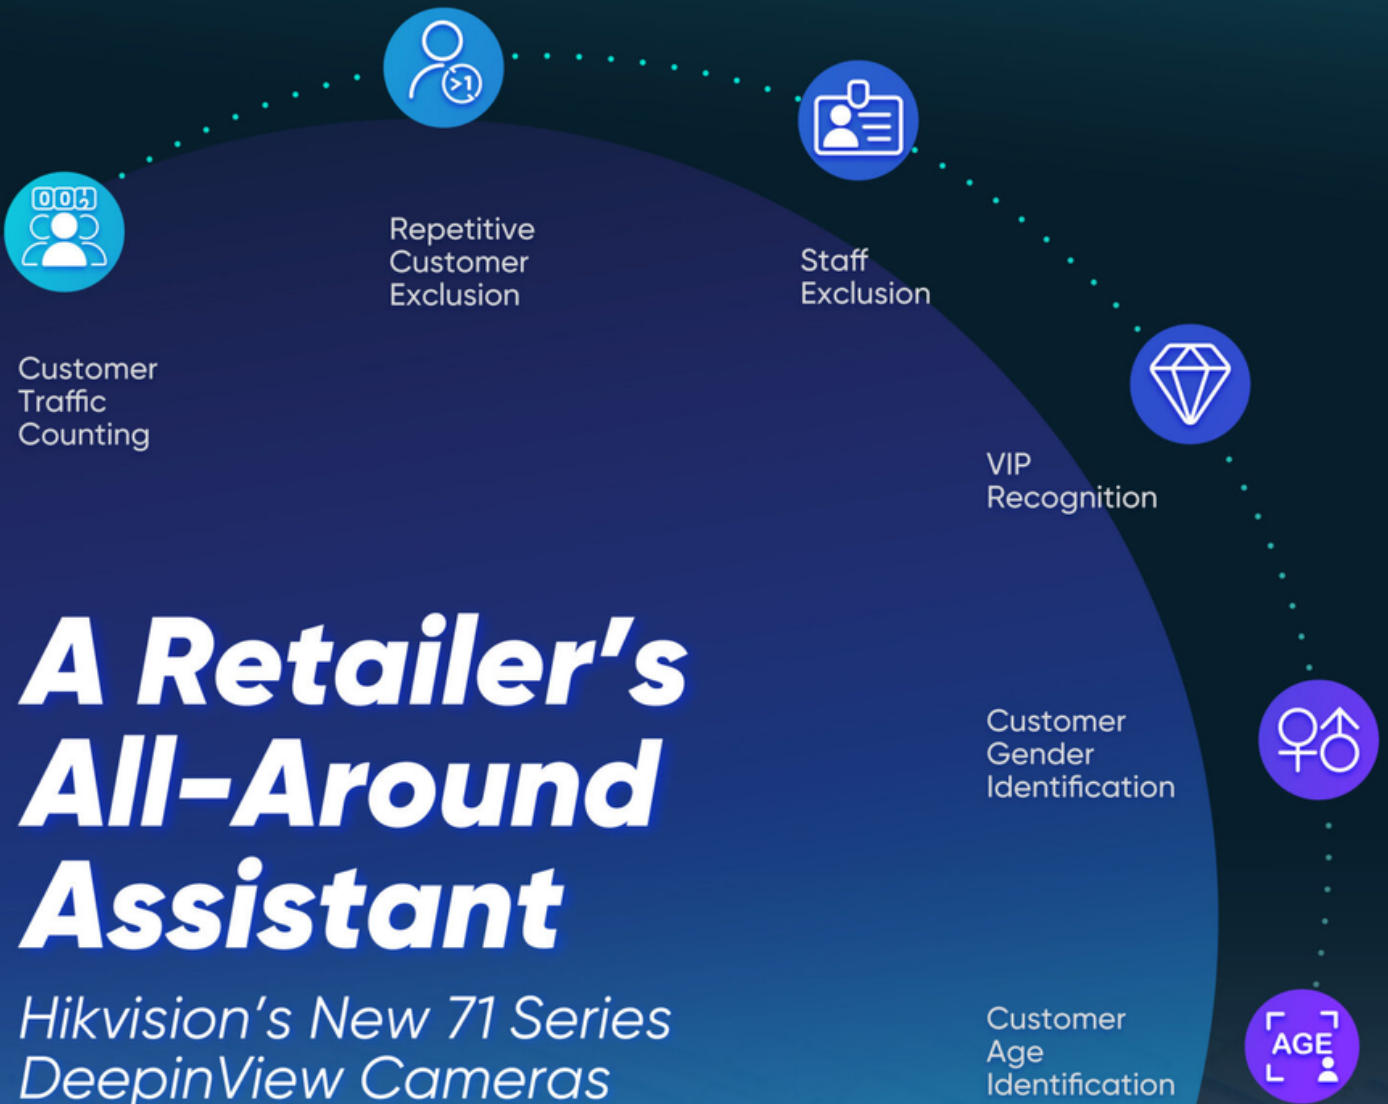 >1
Repetitive
Customer
Exclusion
Staff
Exclusion
Customer
Traffic
Counting
VIP
Recognition
A Retailer's
All-Around
Assistant
Customer
Gender
Identification
Hikvision's New 71 Series
DeepinView Cameras
Customer
Age
Identification
AGE